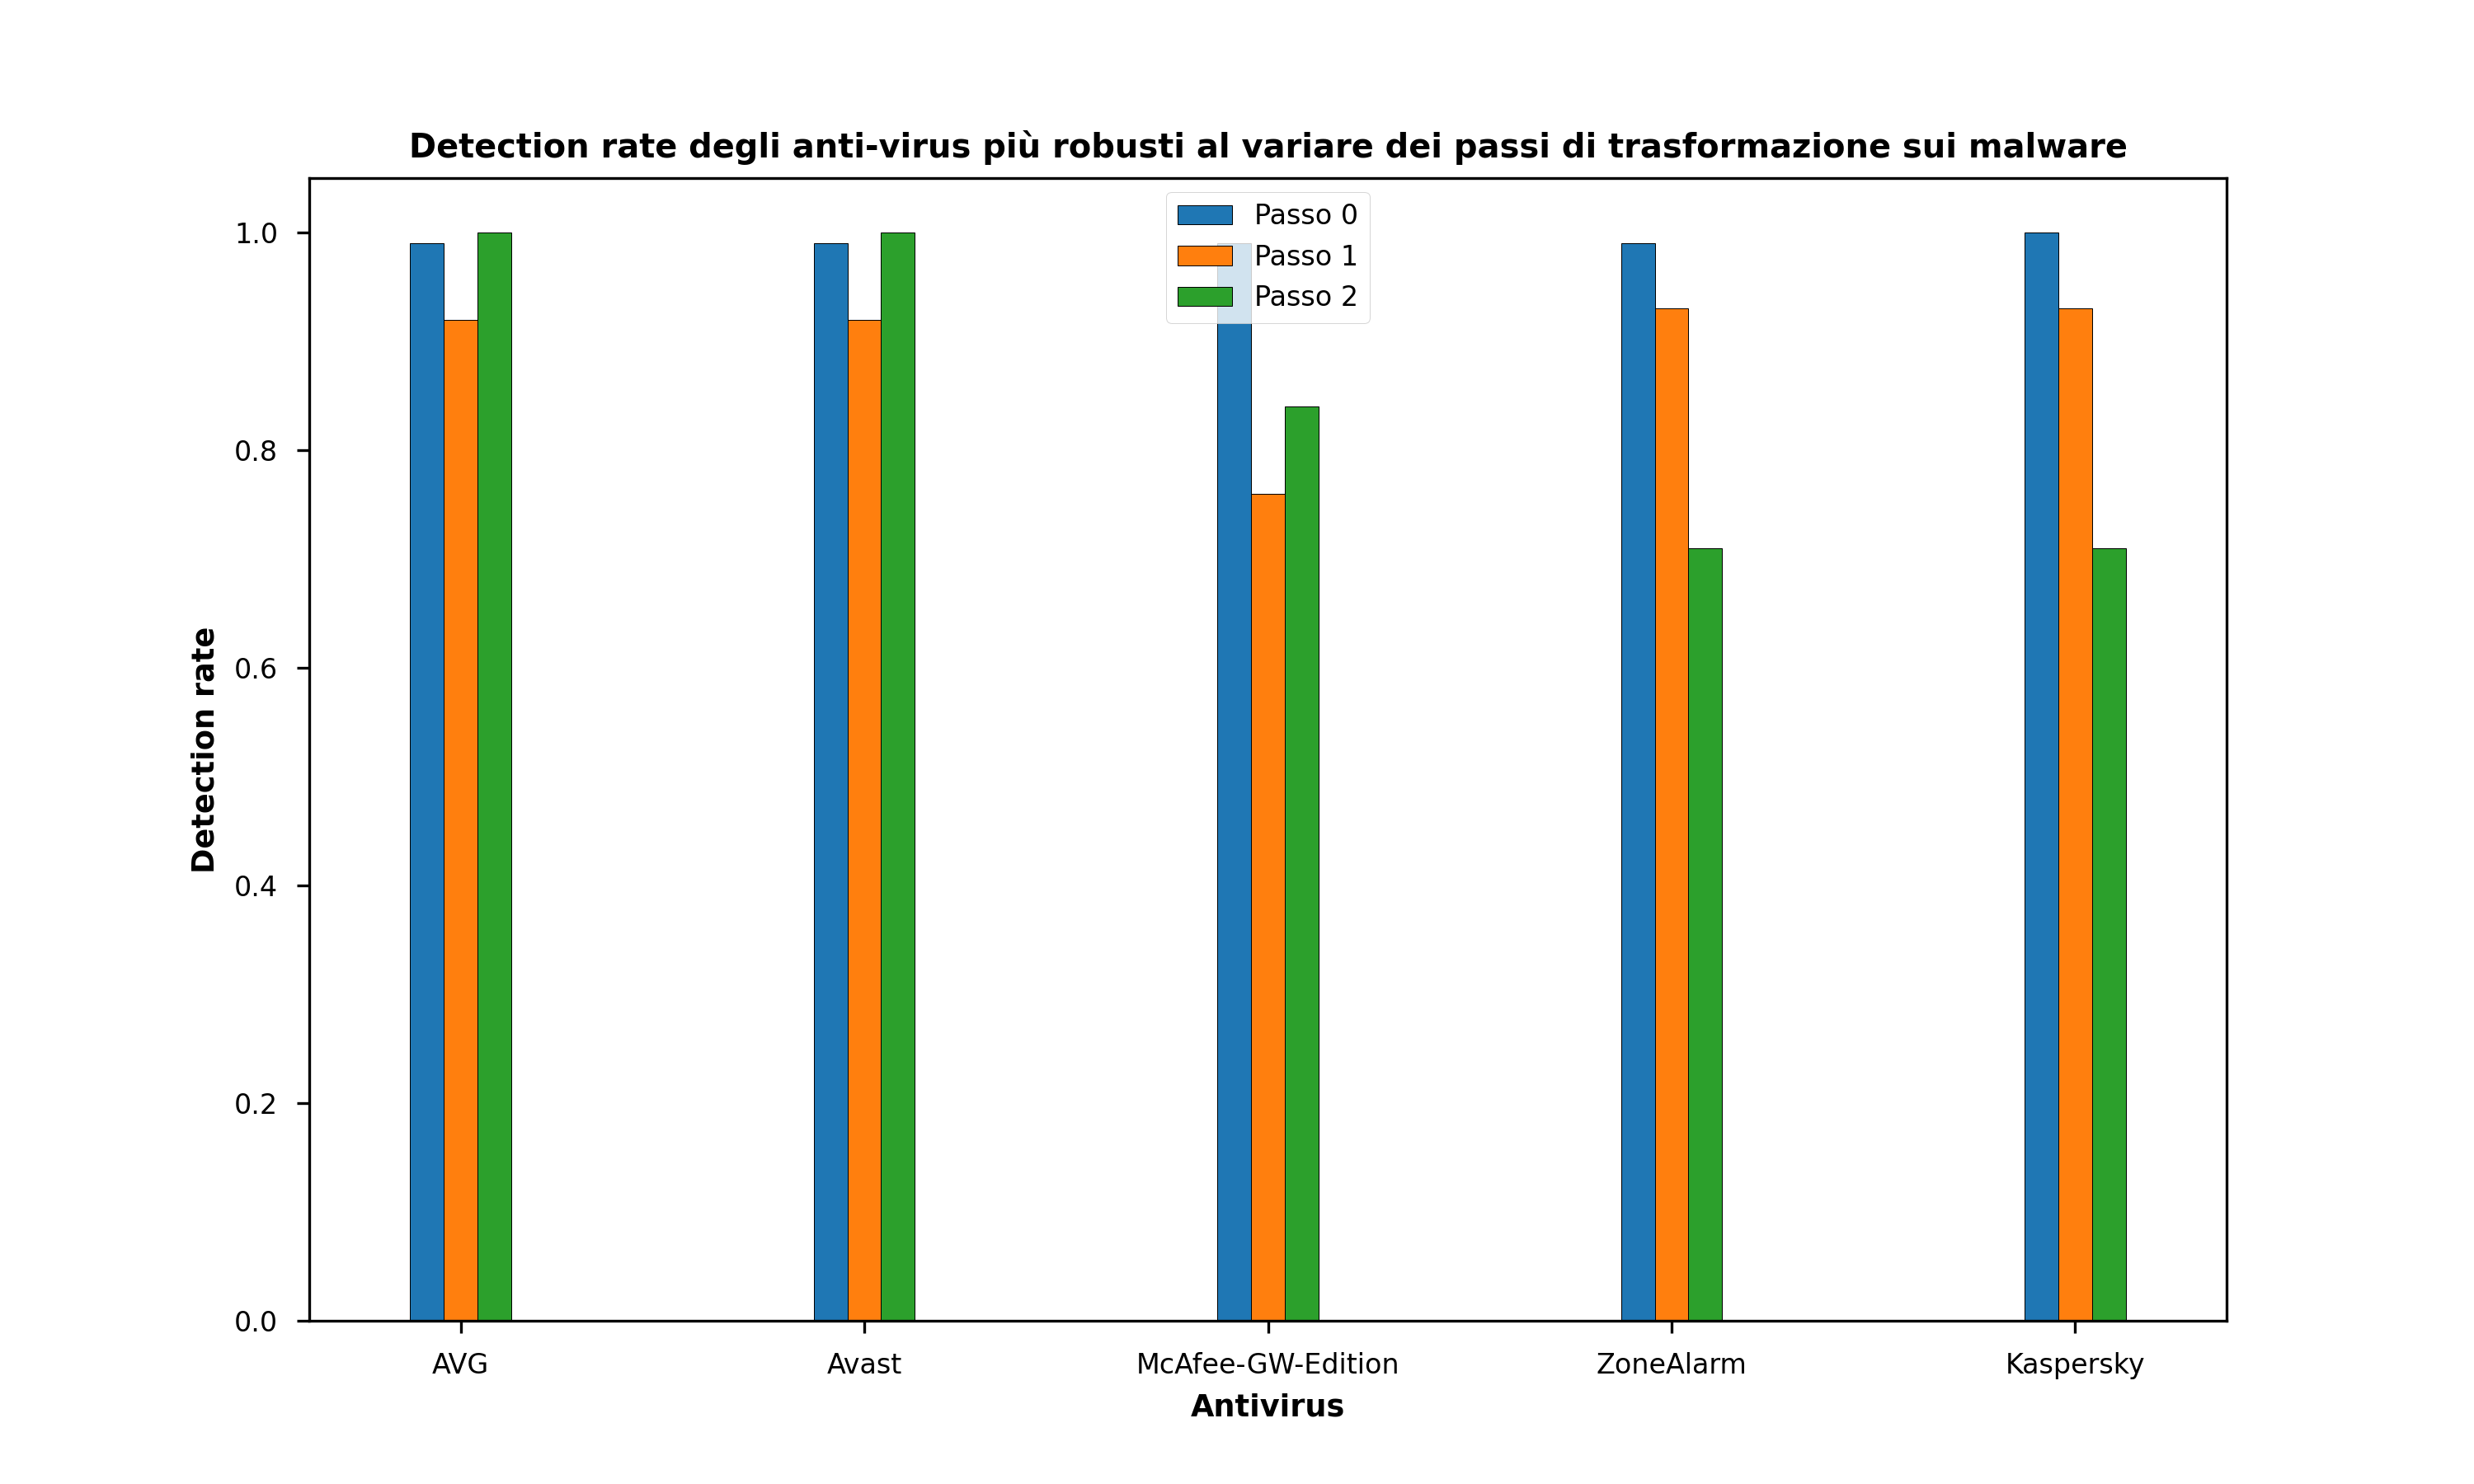 Detection rate degli anti-virus più robusti al variare dei passi di trasformazione sui malware
Passo 0
Passo 1
Passo 2
1.0
0.8
0.6
0.4
0.2
0.0
Detection rate
AVG Avast McAfee-GW-Edition ZoneAlarm Kaspersky
Antivirus